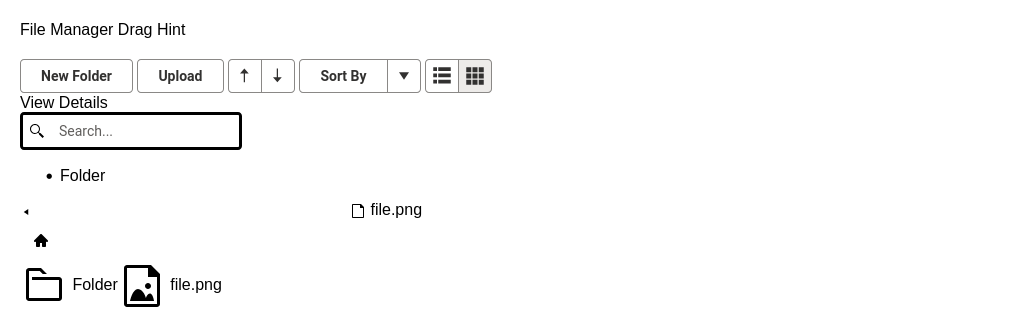 File Manager Drag Hint
New Folder Upload Sort By
View Details
Search...
Folder
file.png
Folder file.png